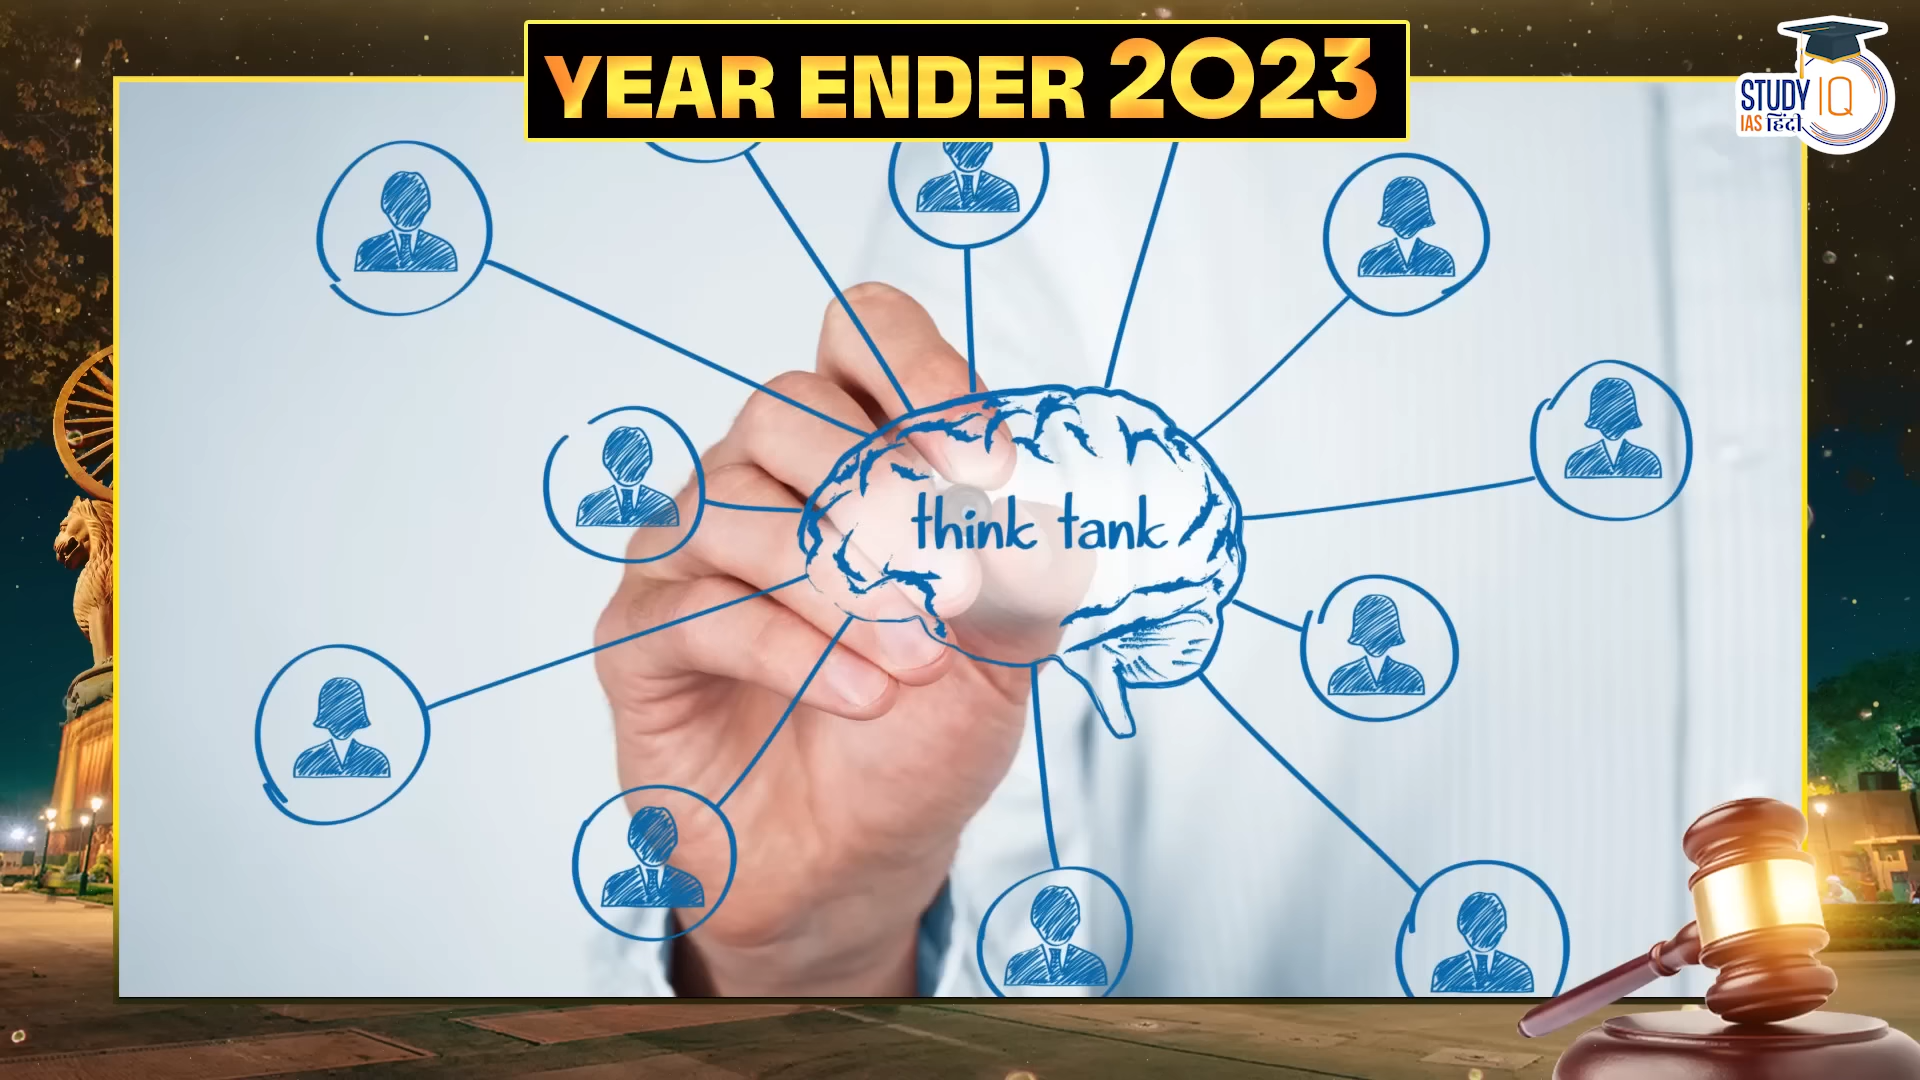 YEAR ENDER 2023
STUDY IQ
IAS हिंदी
think tank